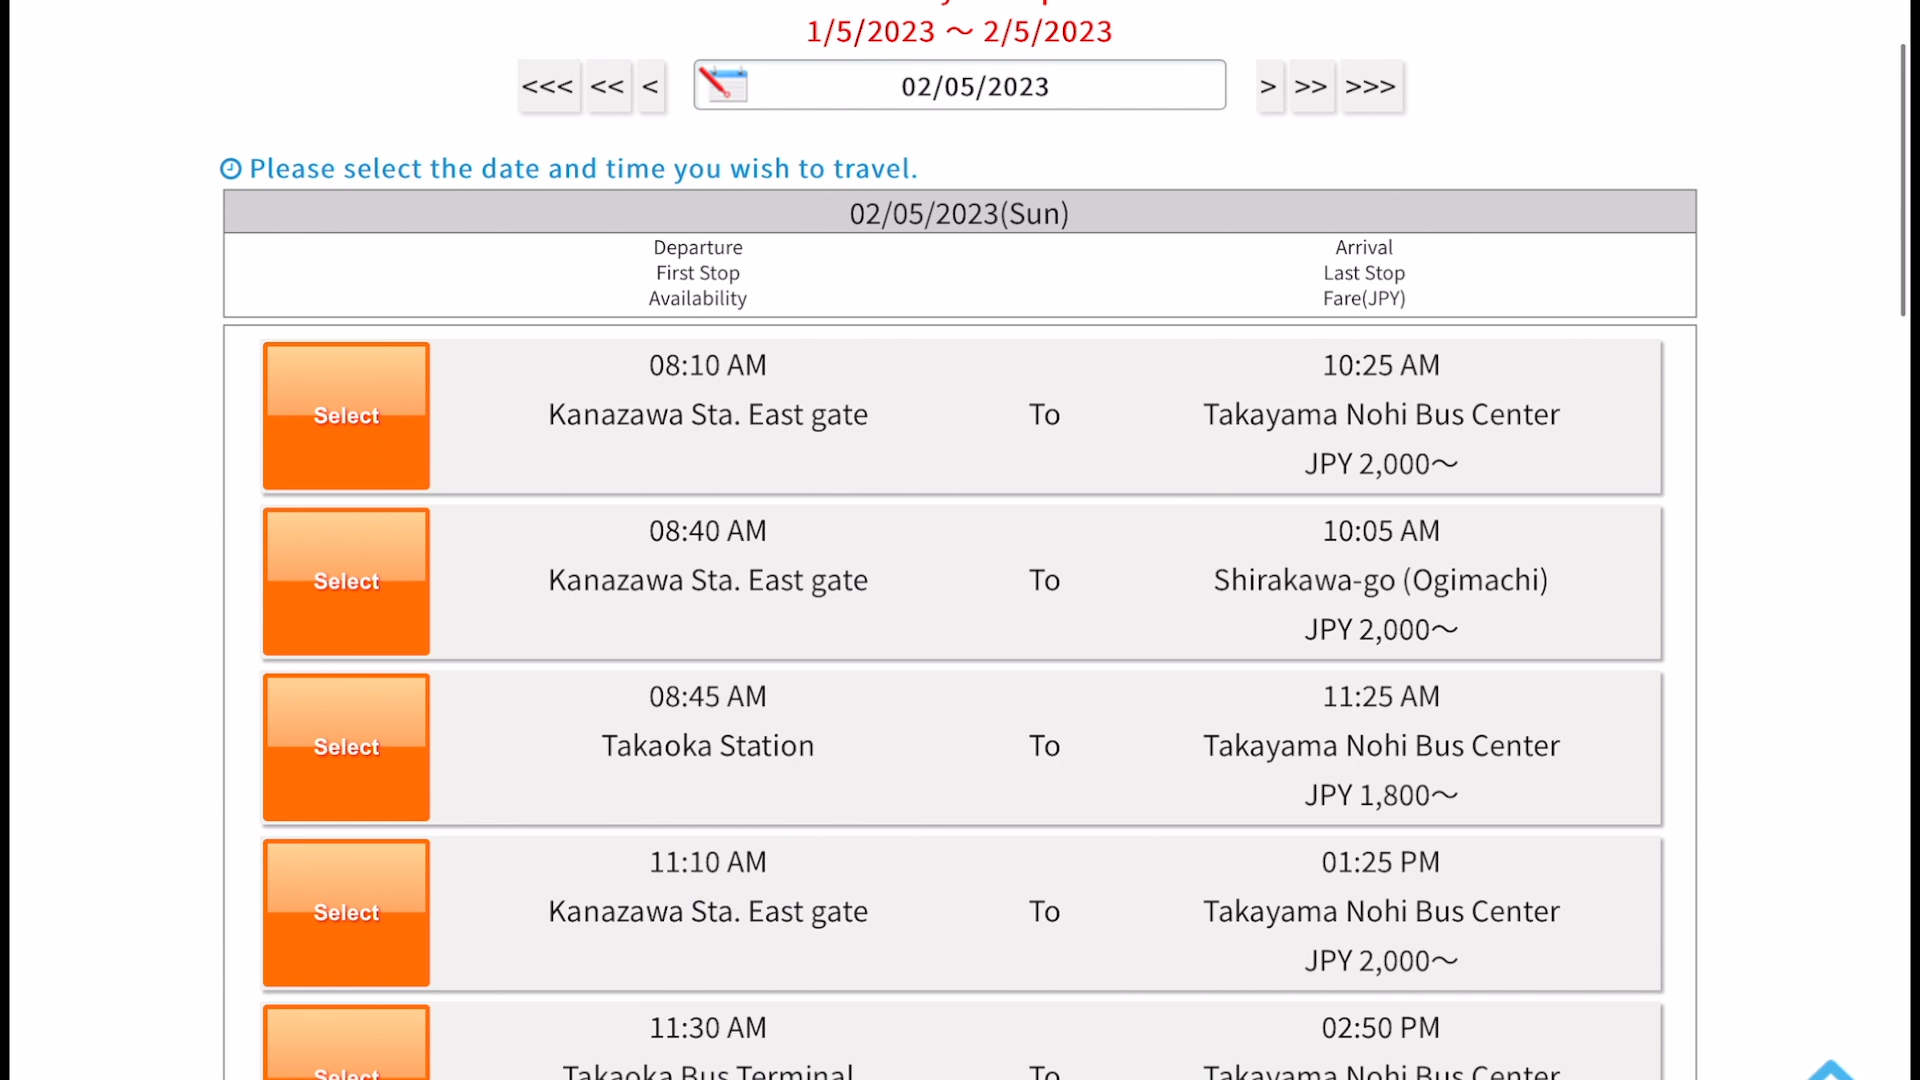 1/5/2023 ～ 2/5/2023
<<< << < 02/05/2023 > >> >>>
Please select the date and time you wish to travel.
02/05/2023(Sun)
Departure Arrival
First Stop Last Stop
Availability Fare(JPY)
08:10 AM 10:25 AM
Select Kanazawa Sta. East gate To Takayama Nohi Bus Center
JPY 2,000～
08:40 AM 10:05 AM
Select Kanazawa Sta. East gate To Shirakawa-go (Ogimachi)
JPY 2,000～
08:45 AM 11:25 AM
Select Takaoka Station To Takayama Nohi Bus Center
JPY 1,800～
11:10 AM 01:25 PM
Select Kanazawa Sta. East gate To Takayama Nohi Bus Center
JPY 2,000～
11:30 AM 02:50 PM
Select Takaoka Bus Terminal To Takayama Nohi Bus Center